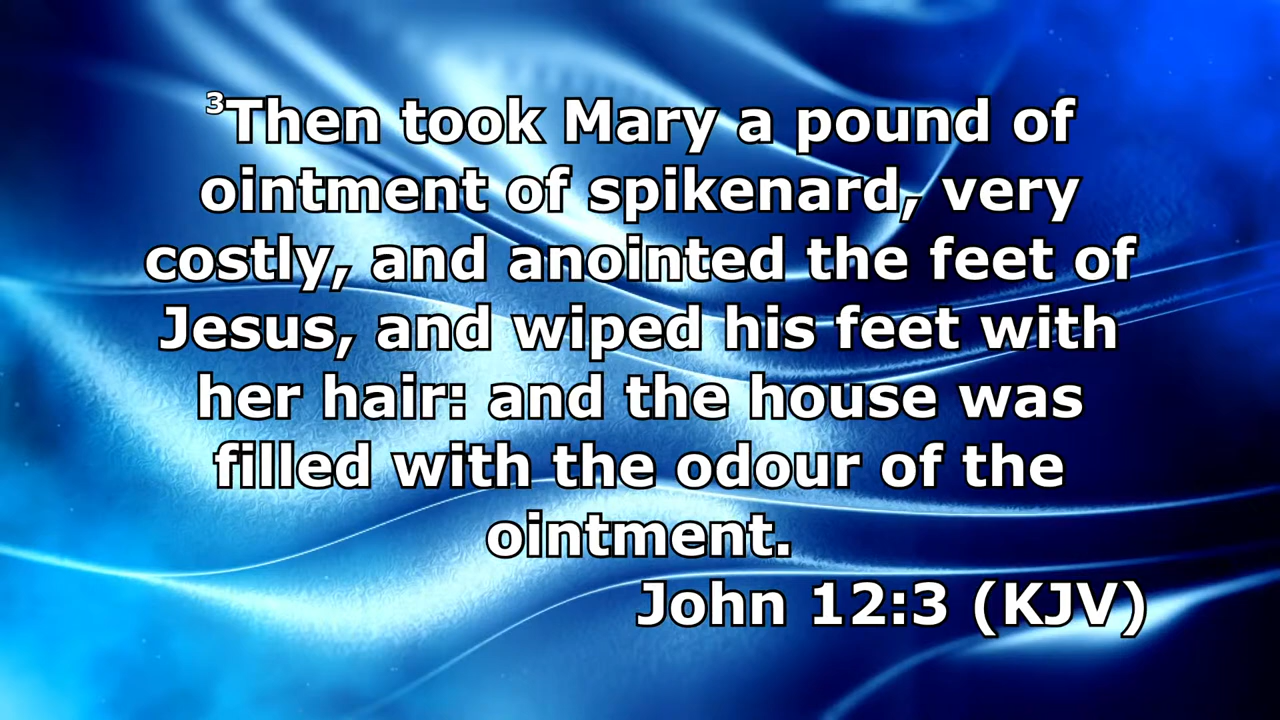 ³Then took Mary a pound of
ointment of spikenard, very
costly, and anointed the feet of
Jesus, and wiped his feet with
her hair: and the house was
filled with the odour of the
ointment.
John 12:3 (KJV)